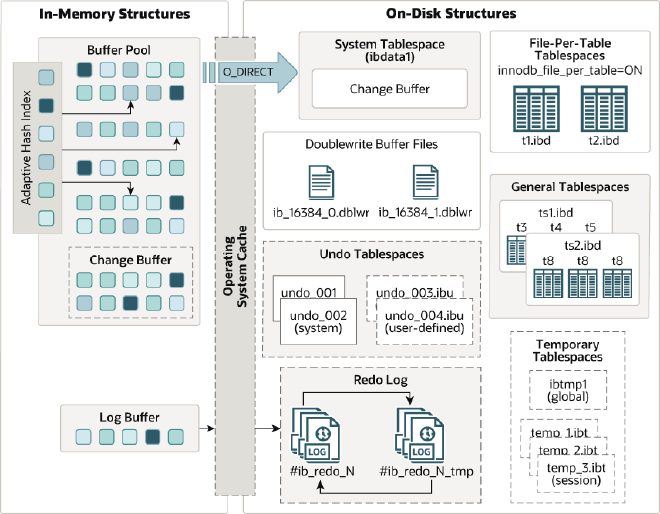 In-Memory Structures
On-Disk Structures
Buffer Pool
Adaptive Hash Index
Change Buffer
Log Buffer
Operating
System Cache
O_DIRECT
System Tablespace
(ibdata1)
Change Buffer
Doublewrite Buffer Files
ib_16384_0.dblwr
ib_16384_1.dblwr
Undo Tablespaces
undo_001
undo_002
(system)
undo_003.ibu
undo_004.ibu
(user-defined)
Redo Log
LOG
LOG
#ib_redo_N
#ib_redo_N_tmp
File-Per-Table
Tablespaces
innodb_file_per_table=ON
t1.ibd
t2.ibd
General Tablespaces
ts1.ibd
t3 t4 t5
ts2.ibd
t8 t8 t8
Temporary
Tablespaces
ibtmp1
(global)
temp_1.ibt
temp_2.ibt
temp_3.ibt
(session)